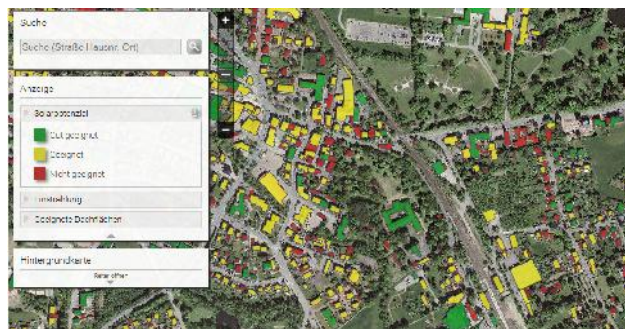 Suche
Suche (Straße Hausnr, Ort)
Anzeige
Solarpotenzial
Gut geeignet
Geeignet
Nicht geeignet
Einstrahlung
Geeignete Dachflächen
Hintergrundkarte